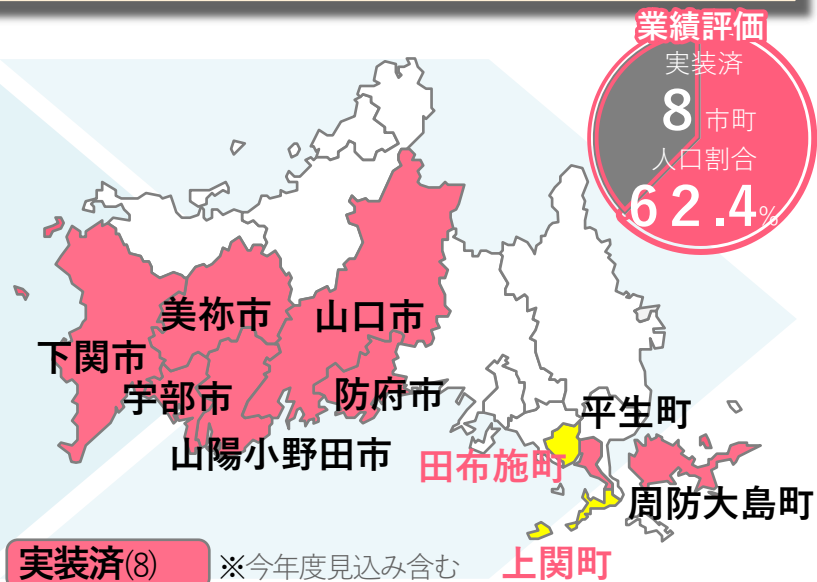 業績評価
実装済
8 市町
人口割合
62.4%
美祢市
山口市
下関市
宇部市
防府市
平生町
山陽小野田市
田布施町
周防大島町
実装済(8) ※今年度見込み含む
上関町